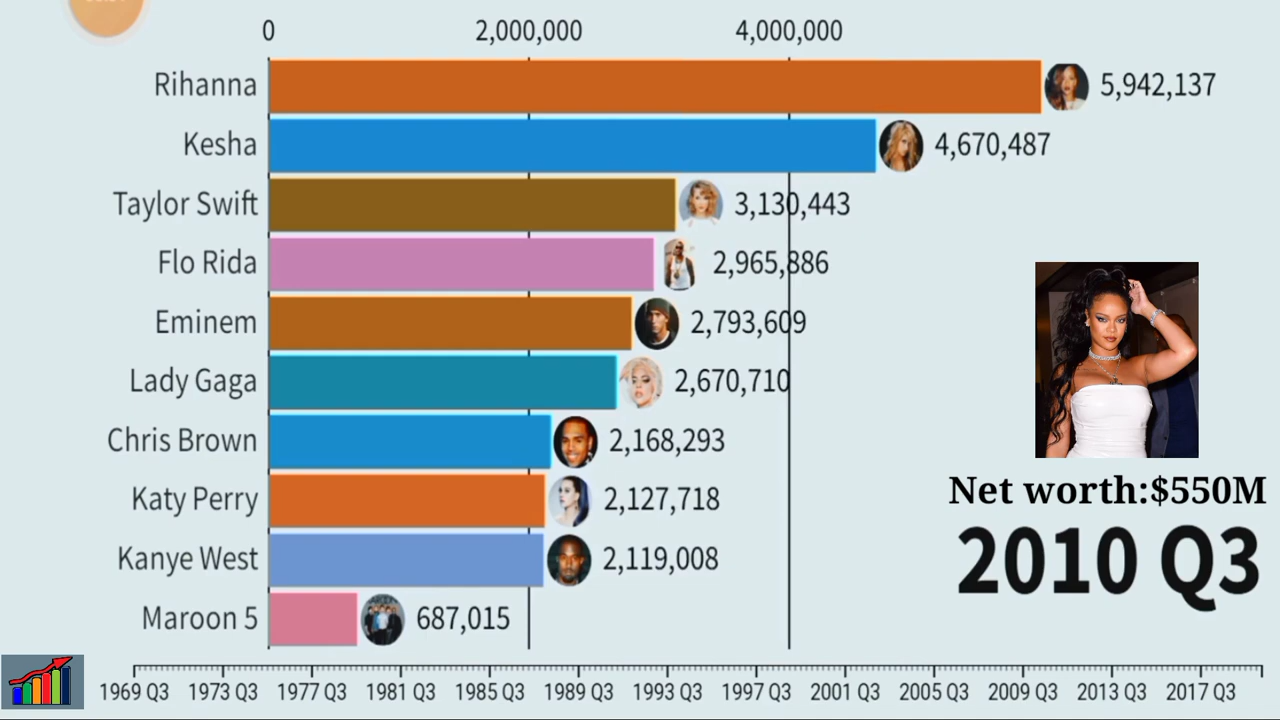 0 2,000,000 4,000,000
Rihanna 5,942,137
Kesha 4,670,487
Taylor Swift 3,130,443
Flo Rida 2,965,886
Eminem 2,793,609
Lady Gaga 2,670,710
Chris Brown 2,168,293
Katy Perry 2,127,718
Kanye West 2,119,008
Maroon 5 687,015
Net worth:$550M
2010 Q3
1969 Q3 1973 Q3 1977 Q3 1981 Q3 1985 Q3 1989 Q3 1993 Q3 1997 Q3 2001 Q3 2005 Q3 2009 Q3 2013 Q3 2017 Q3